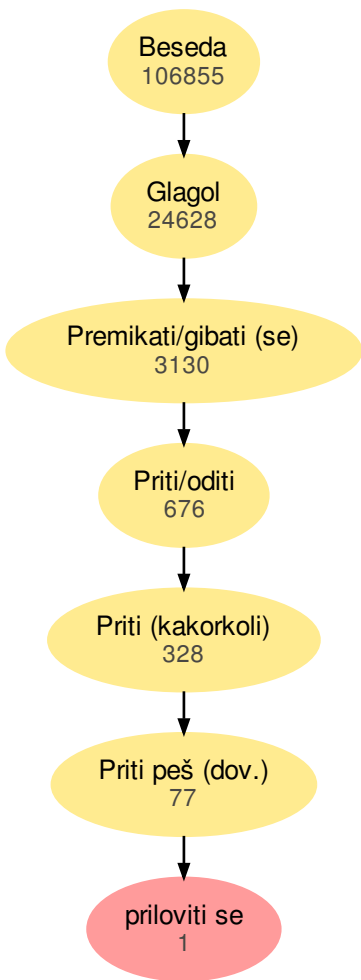 Beseda
106855
Glagol
24628
Premikati/gibati (se)
3130
Priti/oditi
676
Priti (kakorkoli)
328
Priti peš (dov.)
77
priloviti se
1